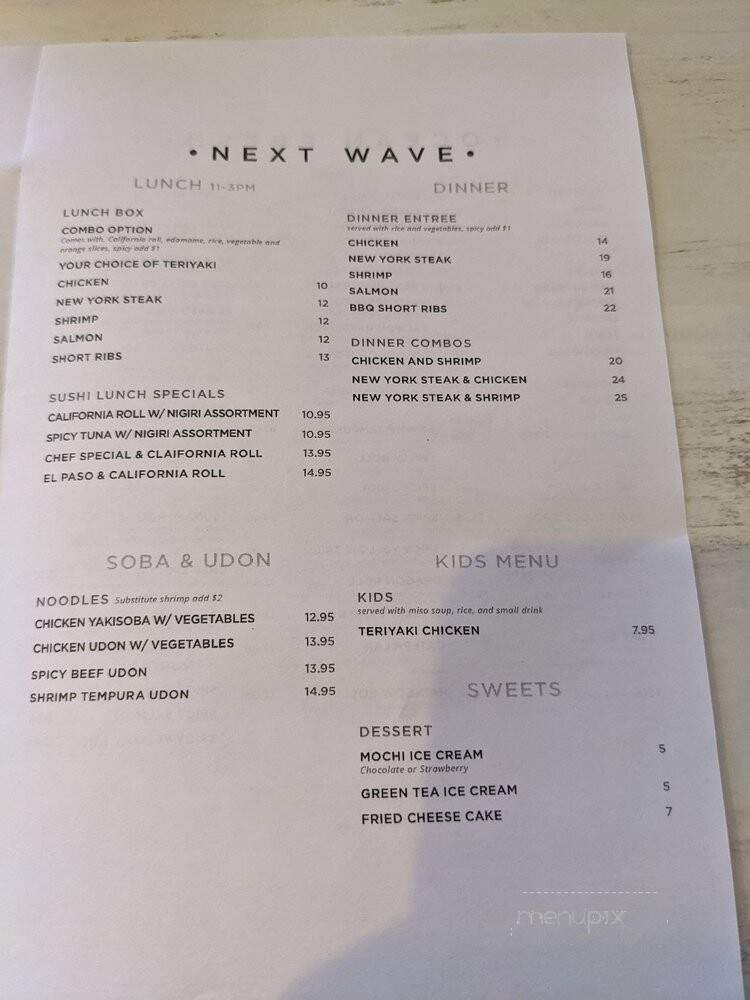 • NEXT WAVE •
LUNCH 11-3PM
LUNCH BOX
COMBO OPTION
Comes with, California roll, edamame, rice, vegetable and
orange slices, spicy add $1
YOUR CHOICE OF TERIYAKI
CHICKEN 10
NEW YORK STEAK 12
SHRIMP 12
SALMON 12
SHORT RIBS 13
SUSHI LUNCH SPECIALS
CALIFORNIA ROLL W/ NIGIRI ASSORTMENT 10.95
SPICY TUNA W/ NIGIRI ASSORTMENT 10.95
CHEF SPECIAL & CLAIFORNIA ROLL 13.95
EL PASO & CALIFORNIA ROLL 14.95
DINNER
DINNER ENTREE
served with rice and vegetables, spicy add $1
CHICKEN 14
NEW YORK STEAK 19
SHRIMP 16
SALMON 21
BBQ SHORT RIBS 22
DINNER COMBOS
CHICKEN AND SHRIMP 20
NEW YORK STEAK & CHICKEN 24
NEW YORK STEAK & SHRIMP 25
SOBA & UDON
NOODLES Substitute shrimp add $2
CHICKEN YAKISOBA W/ VEGETABLES 12.95
CHICKEN UDON W/ VEGETABLES 13.95
SPICY BEEF UDON 13.95
SHRIMP TEMPURA UDON 14.95
KIDS MENU
KIDS
served with miso soup, rice, and small drink
TERIYAKI CHICKEN 7.95
SWEETS
DESSERT
MOCHI ICE CREAM 5
Chocolate or Strawberry
GREEN TEA ICE CREAM 5
FRIED CHEESE CAKE 7
menupix